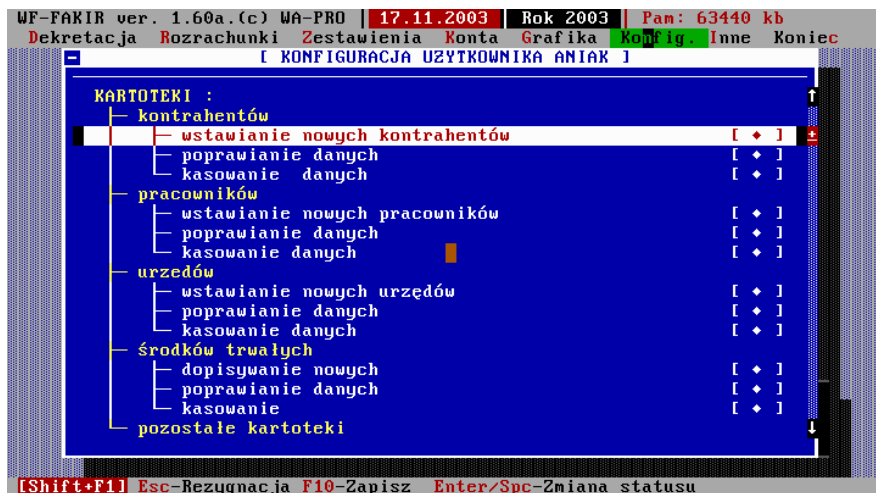 WF-FAKIR ver. 1.60a.(c) WA-PRO | 17.11.2003 | Rok 2003 | Pam: 63440 kb
Dekretacja Rozrachunki Zestawienia Konta Grafika Konfig. Inne Koniec
[ KONFIGURACJA UZYTKOWNIKA ANIAK ]
KARTOTEKI :
kontrahentów
wstawianie nowych kontrahentów [ ♦ ]
poprawianie danych [ ♦ ]
kasowanie danych [ ♦ ]
pracowników
wstawianie nowych pracowników [ ♦ ]
poprawianie danych [ ♦ ]
kasowanie danych [ ♦ ]
urzedów
wstawianie nowych urzędów [ ♦ ]
poprawianie danych [ ♦ ]
kasowanie danych [ ♦ ]
środków trwałych
dopisywanie nowych [ ♦ ]
poprawianie danych [ ♦ ]
kasowanie [ ♦ ]
pozostałe kartoteki
[Shift+F1] Esc-Rezygnacja F10-Zapisz Enter/Spc-Zmiana statusu